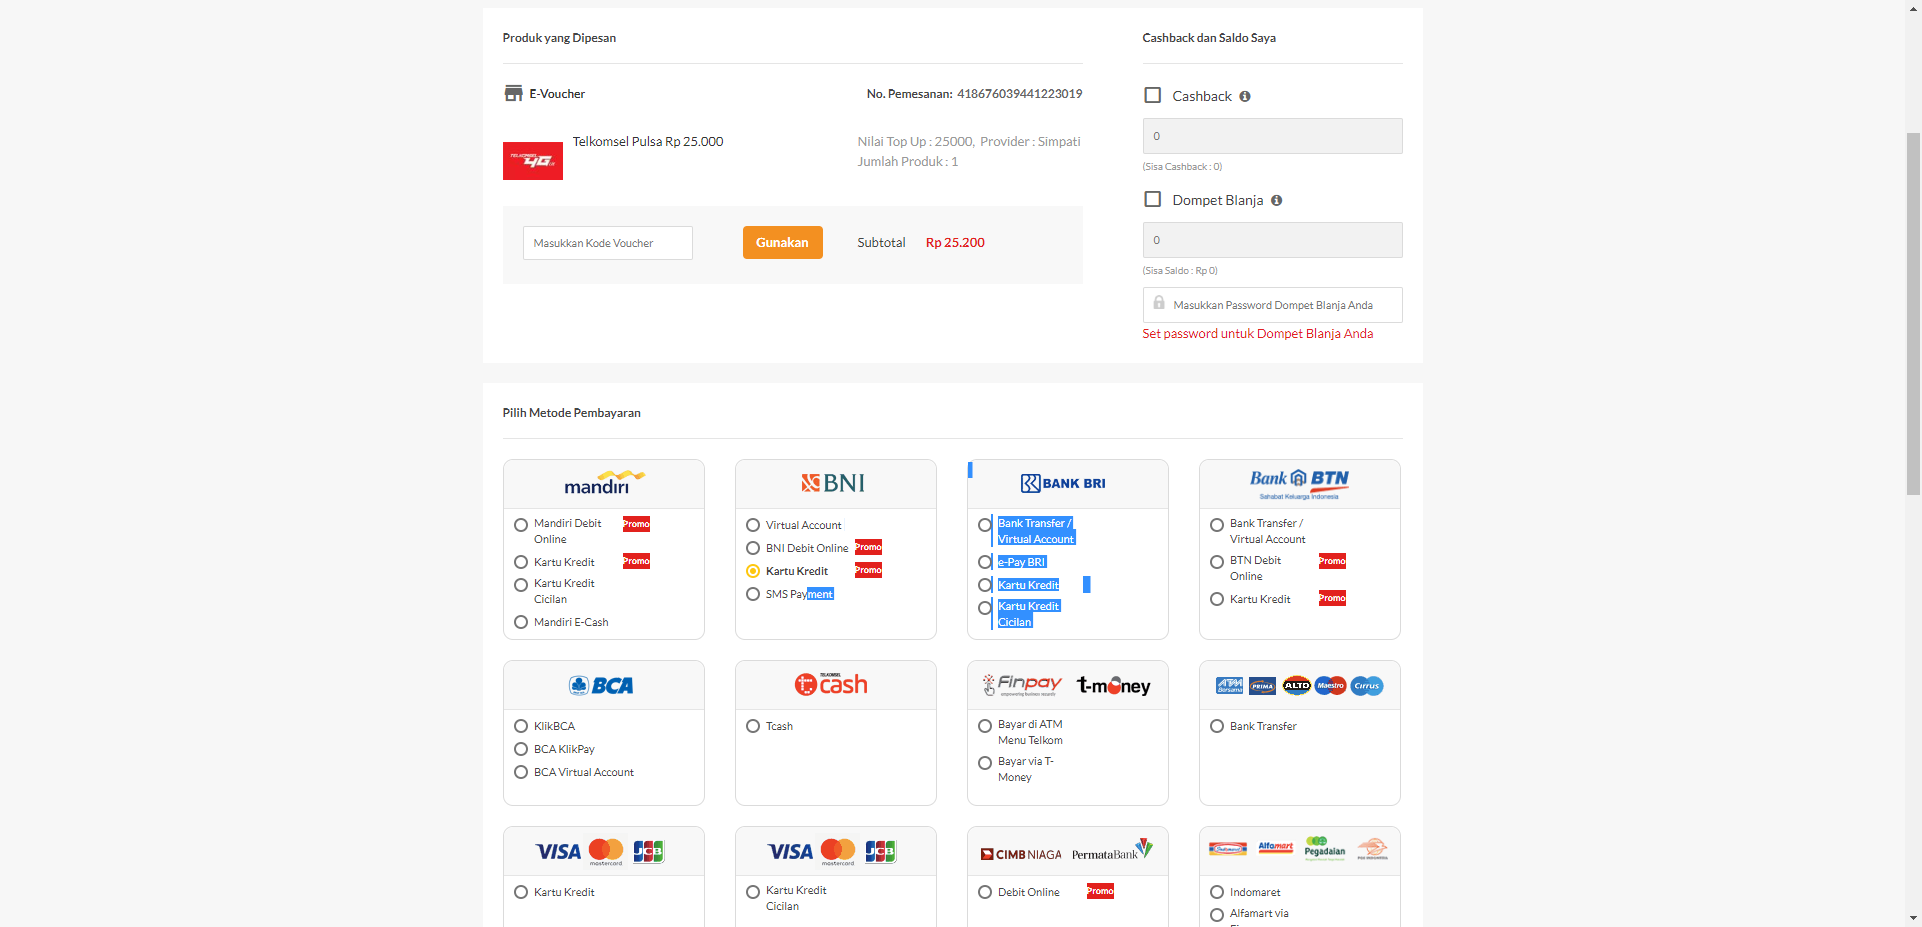 Produk yang Dipesan
Cashback dan Saldo Saya
E-Voucher
No. Pemesanan: 418676039441223019
Cashback
TELKOMSEL 4G LTE
Telkomsel Pulsa Rp 25.000
Nilai Top Up : 25000, Provider : Simpati
Jumlah Produk : 1
0
(Sisa Cashback : 0)
Dompet Blanja
0
(Sisa Saldo : Rp 0)
Masukkan Kode Voucher
Gunakan
Subtotal
Rp 25.200
Masukkan Password Dompet Blanja Anda
Set password untuk Dompet Blanja Anda
Pilih Metode Pembayaran
mandiri
Mandiri Debit
Online
Promo
Kartu Kredit
Promo
Kartu Kredit
Cicilan
Mandiri E-Cash
BNI
Virtual Account
BNI Debit Online
Promo
Kartu Kredit
Promo
SMS Payment
BANK BRI
Bank Transfer /
Virtual Account
e-Pay BRI
Kartu Kredit
Kartu Kredit
Cicilan
Bank BTN
Sahabat Keluarga Indonesia
Bank Transfer /
Virtual Account
BTN Debit
Online
Promo
Kartu Kredit
Promo
BCA
KlikBCA
BCA KlikPay
BCA Virtual Account
TELKOMSEL
tcash
Tcash
Finpay
t-money
Bayar di ATM
Menu Telkom
Bayar via T-
Money
ATM
Bersama
PRIMA
ALTO
Maestro
Cirrus
Bank Transfer
VISA
mastercard
JCB
Kartu Kredit
VISA
mastercard
JCB
Kartu Kredit
Cicilan
CIMB NIAGA
PermataBank
Debit Online
Promo
Indomaret
Alfamart
Pegadaian
POS INDONESIA
Indomaret
Alfamart via